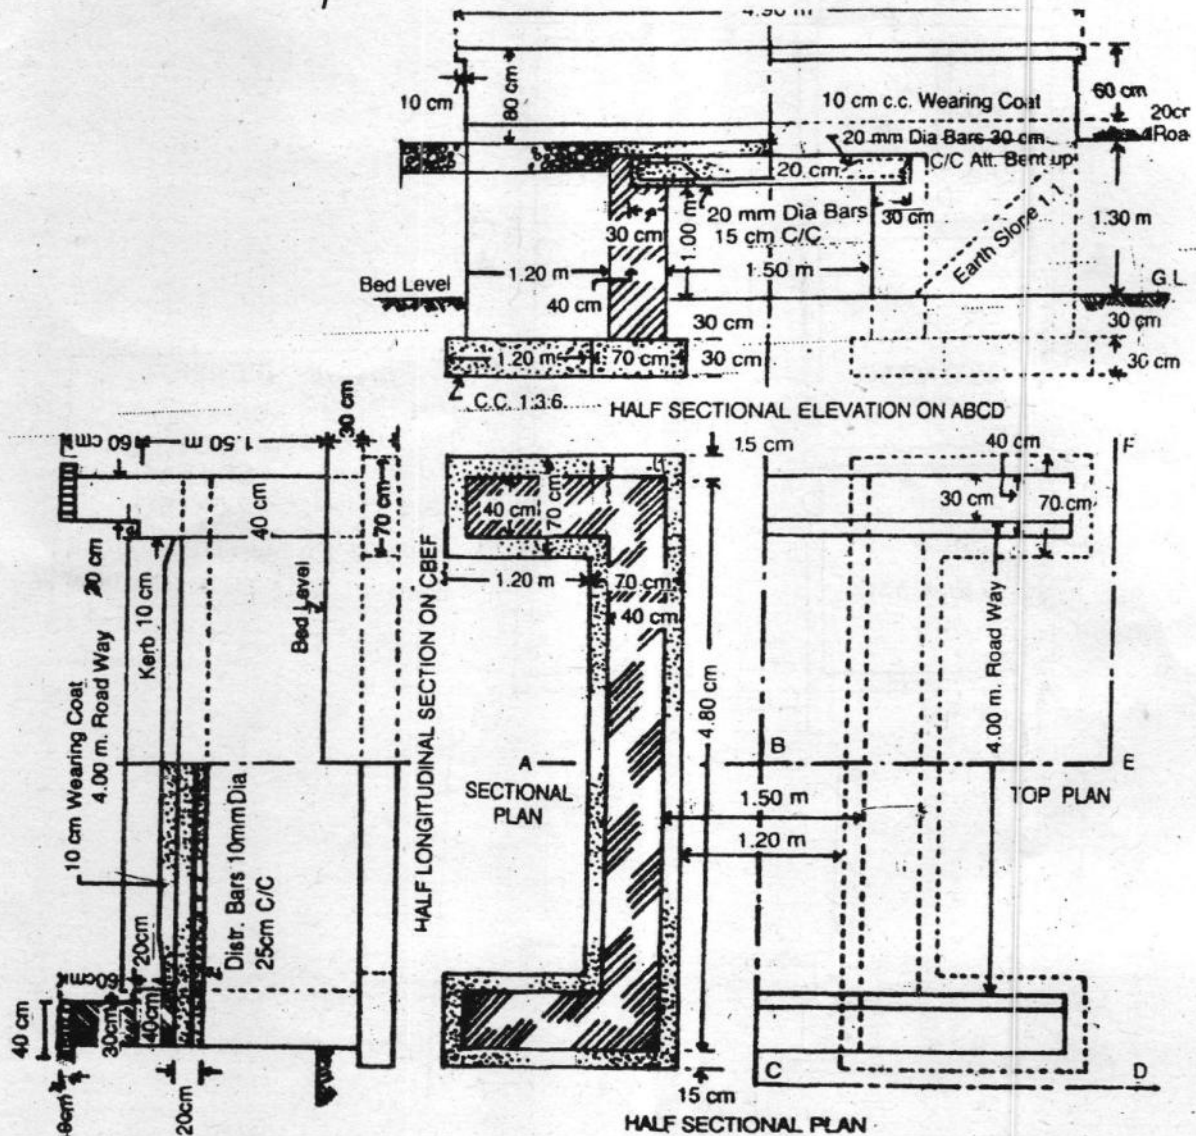 4.90 m
10 cm
80 cm
10 cm c.c. Wearing Coat
60 cm
20cr
Roa
20 mm Dia Bars 30 cm
C/C Alt. Bent up
20 cm
30 cm
1.00 m
20 mm Dia Bars
15 cm C/C
30 cm
Earth Slope 1:1
1.30 m
Bed Level
1.20 m
40 cm
1.50 m
G.L.
30 cm
30 cm
1.20 m
70 cm
30 cm
30 cm
C.C. 1:3:6
HALF SECTIONAL ELEVATION ON ABCD
60 cm
1.50 m
30 cm
70 cm
40 cm
20 cm
Kerb 10 cm
Bed Level
10 cm Wearing Coat
4.00 m. Road Way
Distr. Bars 10mm Dia
25cm C/C
60cm
20cm
40 cm
30cm
40cm
20cm
HALF LONGITUDINAL SECTION ON CBEF
15 cm
40 cm
70 cm
1.20 m
70 cm
40 cm
4.80 cm
A
SECTIONAL
PLAN
1.50 m
1.20 m
15 cm
HALF SECTIONAL PLAN
40 cm
F
30 cm
70 cm
4.00 m. Road Way
B
E
TOP PLAN
C
D